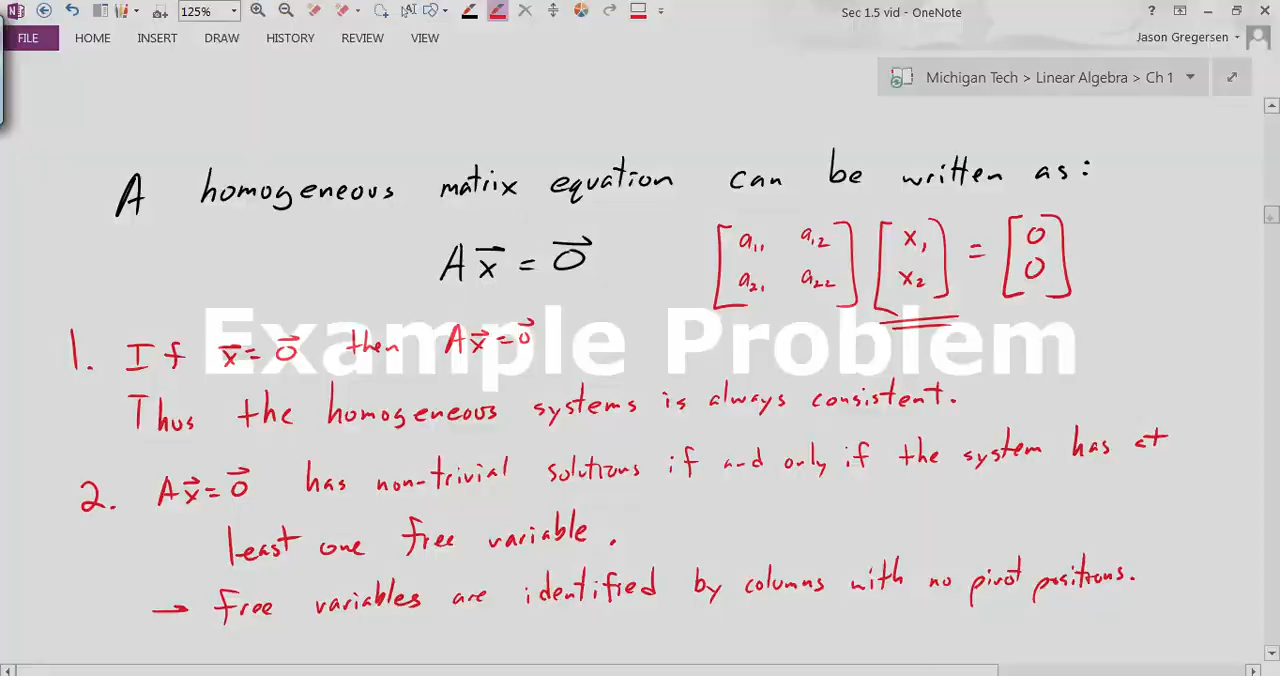 125%
Sec 1.5 vid - OneNote
?
FILE HOME INSERT DRAW HISTORY REVIEW VIEW
Jason Gregersen
Michigan Tech > Linear Algebra > Ch 1
A homogeneous matrix equation can be written as:
A x⃗ = 0⃗ [a₁₁ a₁₂ a₂₁ a₂₂] [x₁ x₂] = [0 0]
Example Problem
1. If x⃗ = 0⃗ then Ax⃗ = 0⃗
Thus the homogeneous systems is always consistent.
2. Ax⃗ = 0⃗ has non-trivial solutions if and only if the system has at
least one free variable.
→ free variables are identified by columns with no pivot positions.